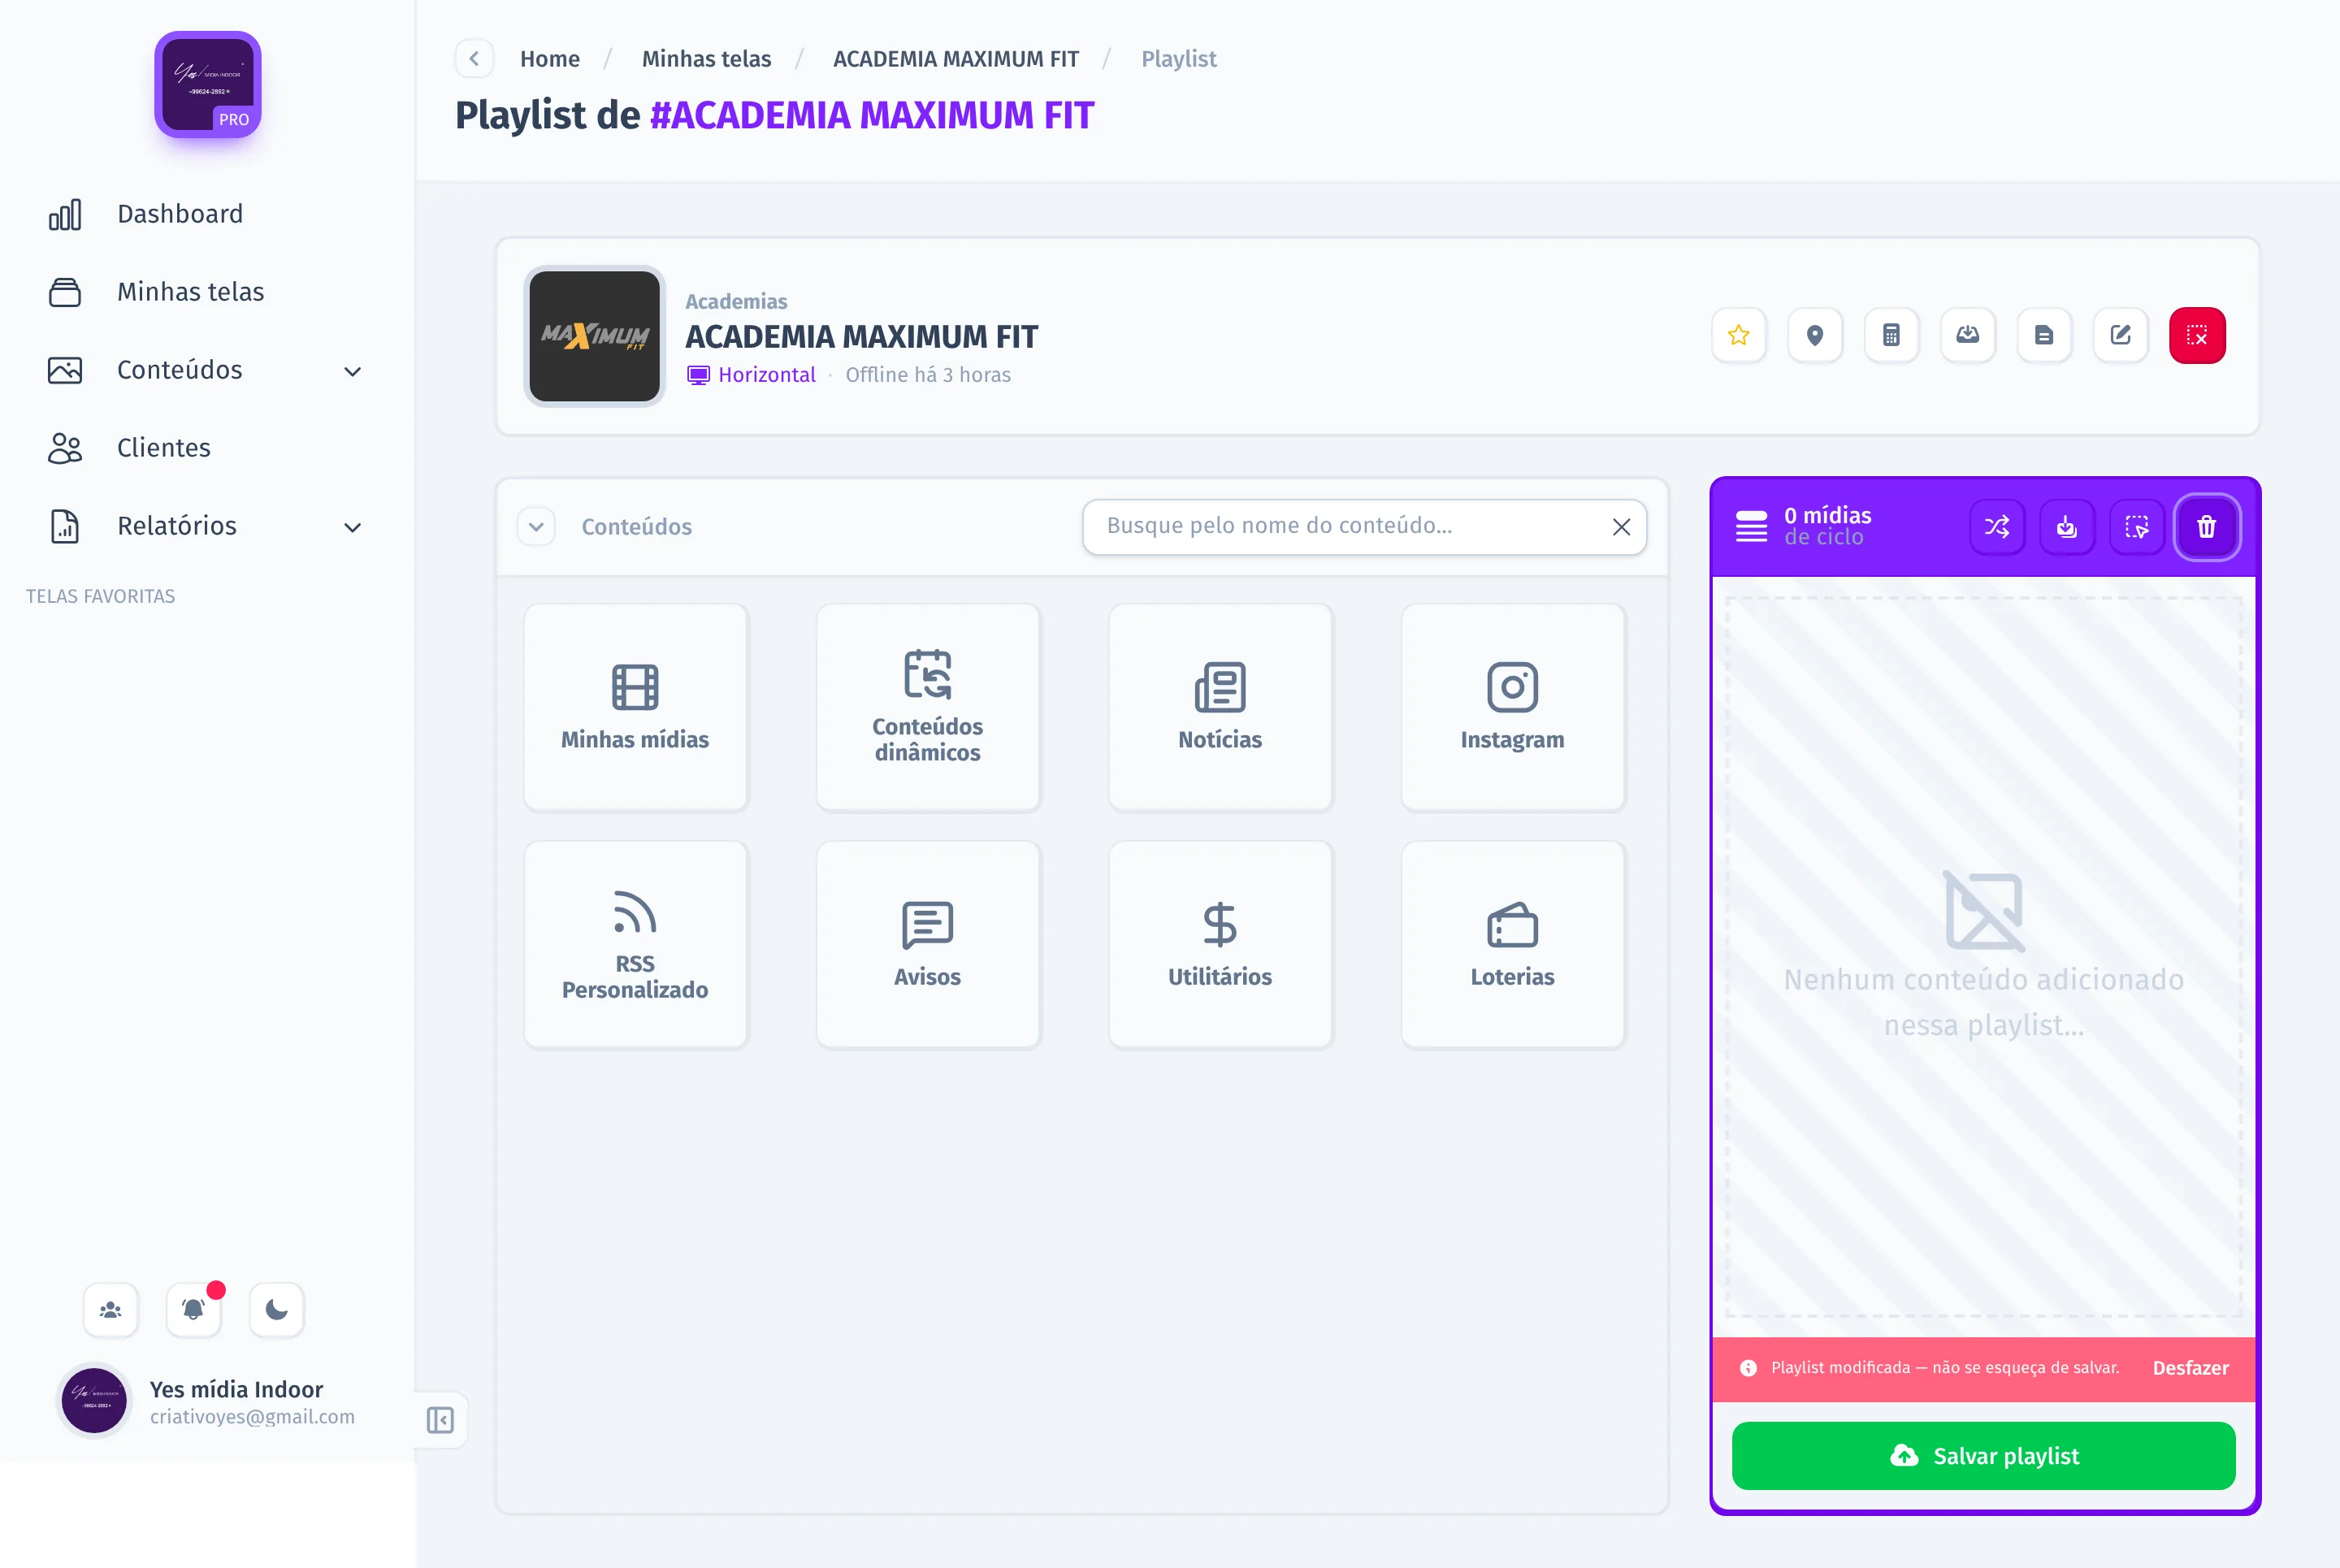 Yes/ MÍDIA INDOOR
PRO
Dashboard
Minhas telas
Conteúdos
Clientes
Relatórios
TELAS FAVORITAS
Yes mídia Indoor
criativoyes@gmail.com
Home / Minhas telas / ACADEMIA MAXIMUM FIT / Playlist
Playlist de #ACADEMIA MAXIMUM FIT
MAXIMUM
FIT
Academias
ACADEMIA MAXIMUM FIT
Horizontal · Offline há 3 horas
Conteúdos
Busque pelo nome do conteúdo...
Minhas mídias
Conteúdos
dinâmicos
Notícias
Instagram
RSS
Personalizado
Avisos
Utilitários
Loterias
0 mídias
de ciclo
Nenhum conteúdo adicionado
nessa playlist...
Playlist modificada — não se esqueça de salvar.
Desfazer
Salvar playlist